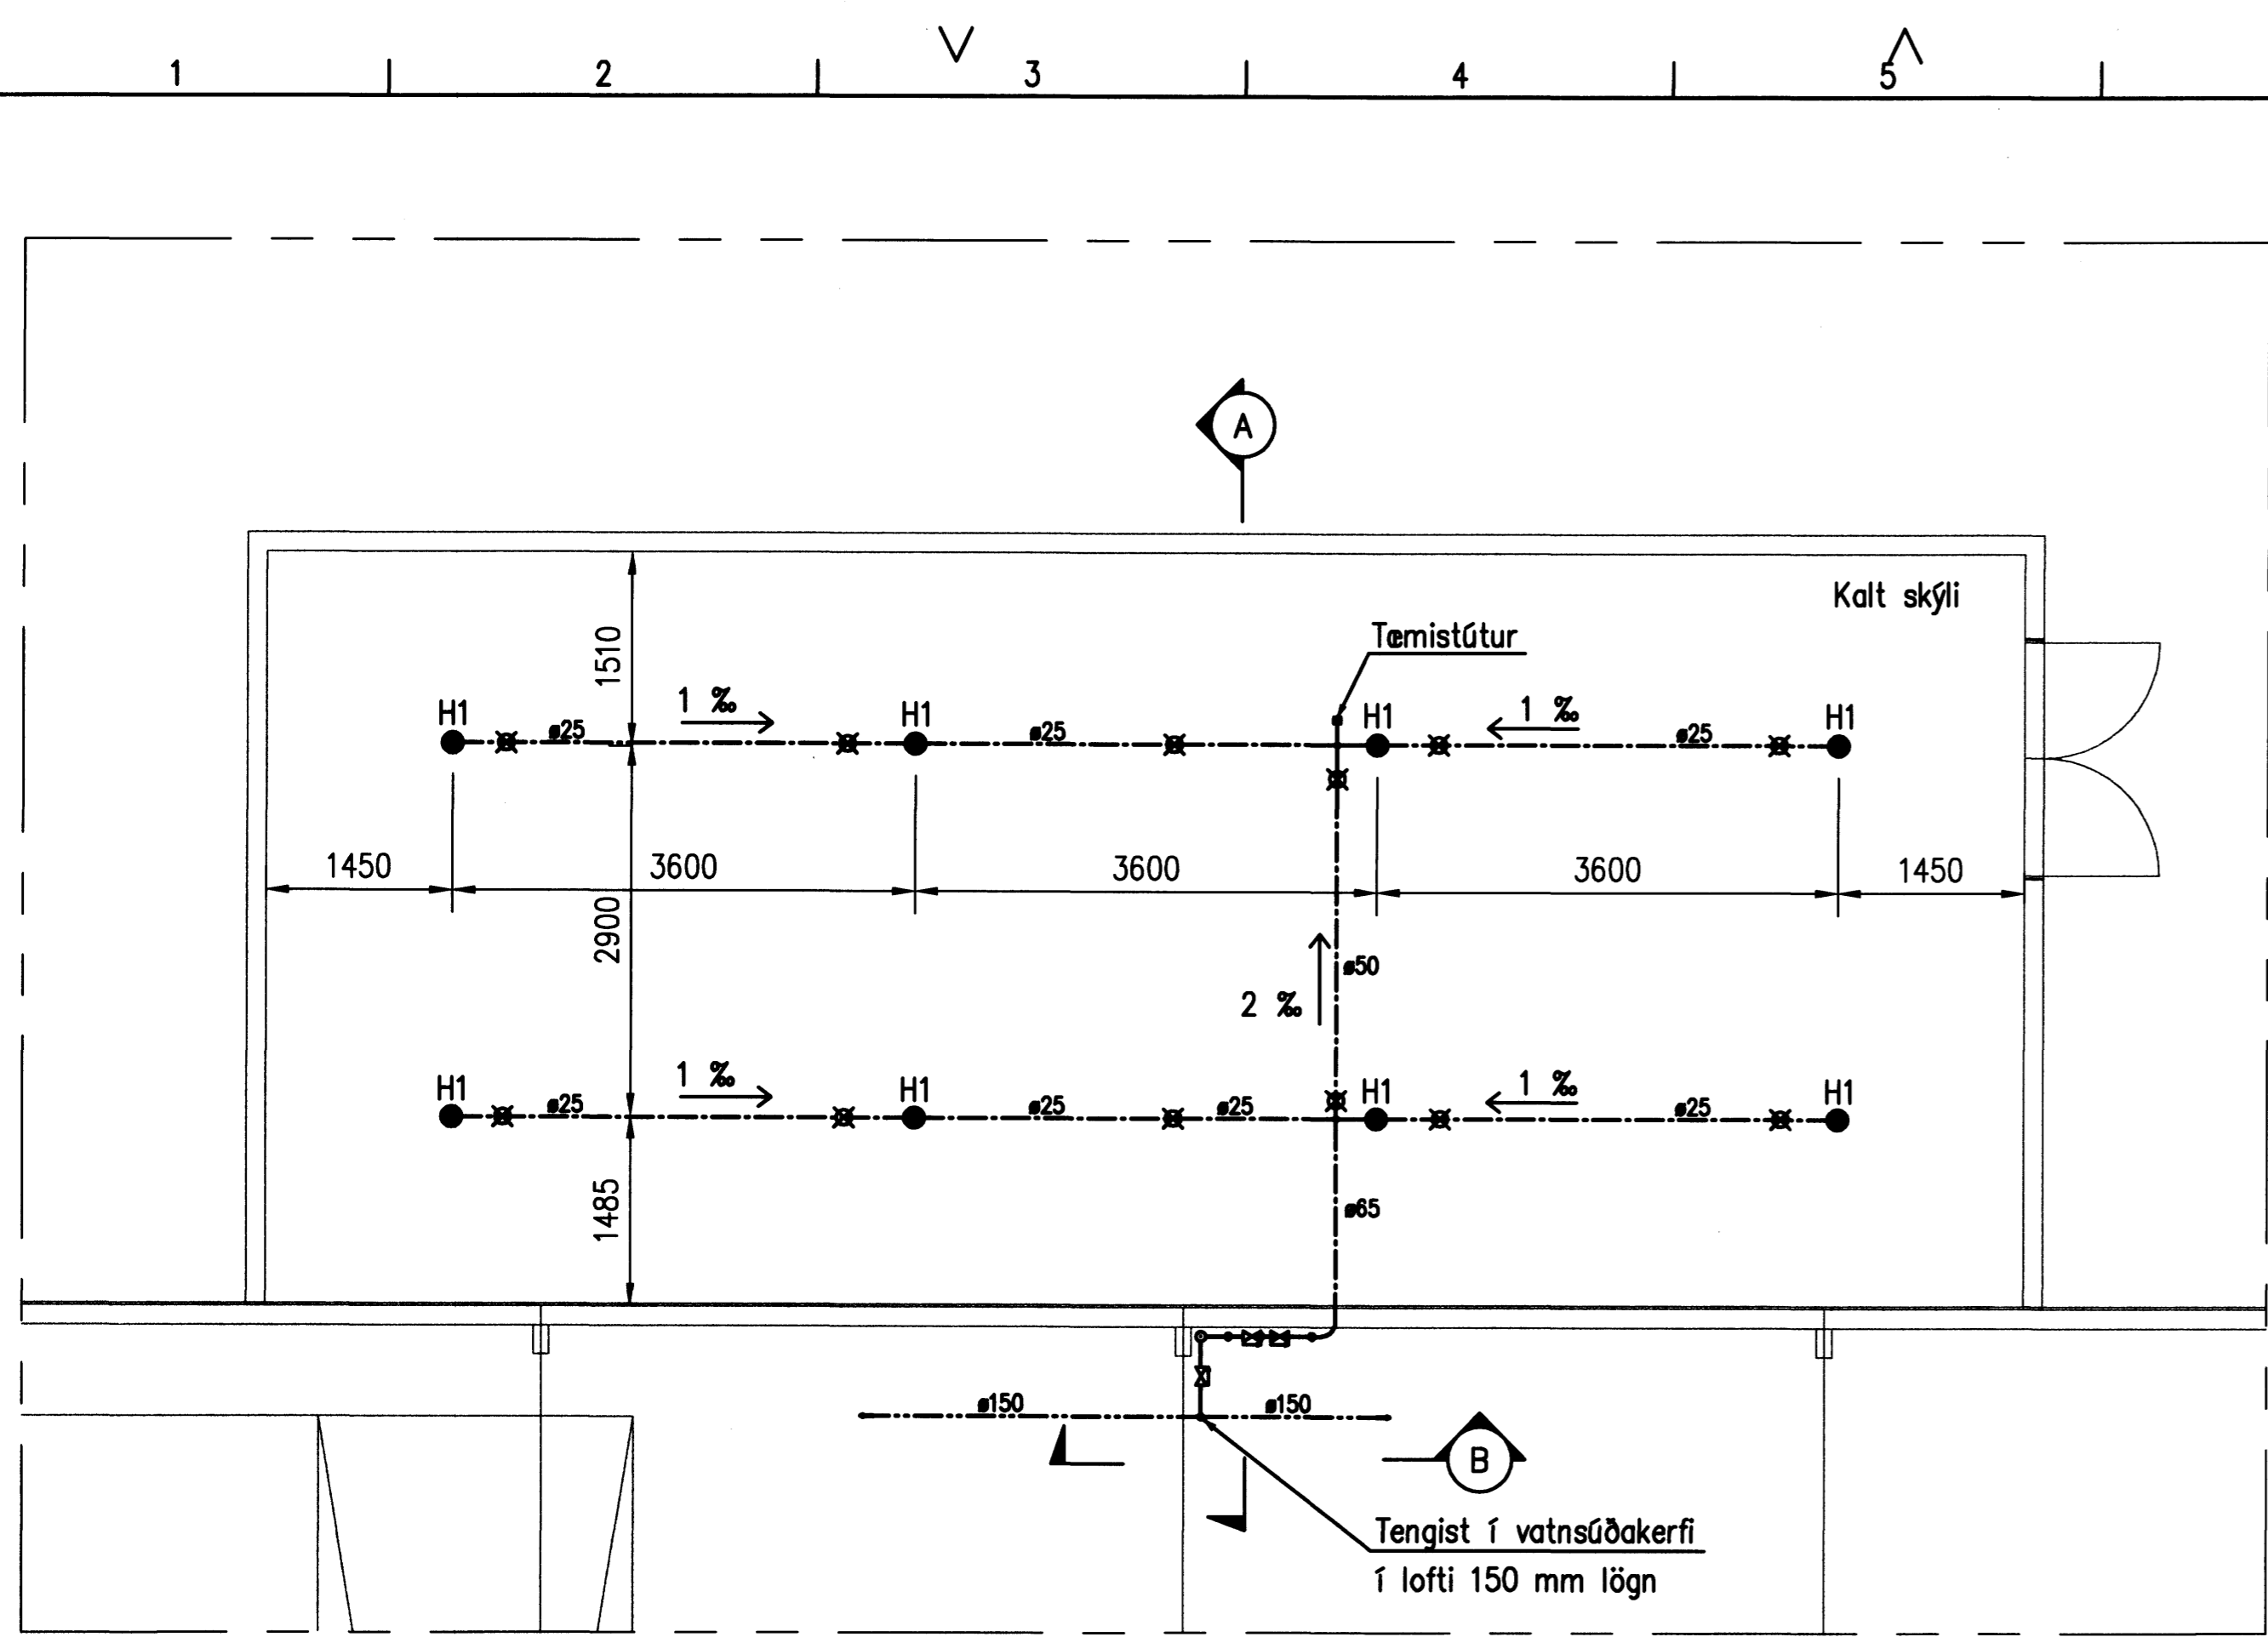 1 2 3 4 5
A
Kalt skýli
Tæmistútur
1510
1 ‰ 1 ‰
H1 H1 H1 H1
ø25 ø25 ø25
1450 3600 3600 3600 1450
2900
ø50
2 ‰
1 ‰ 1 ‰
H1 H1 H1 H1
ø25 ø25 ø25 ø25
1485
ø65
ø150 ø150
B
Tengist í vatnsúðakerfi
í lofti 150 mm lögn